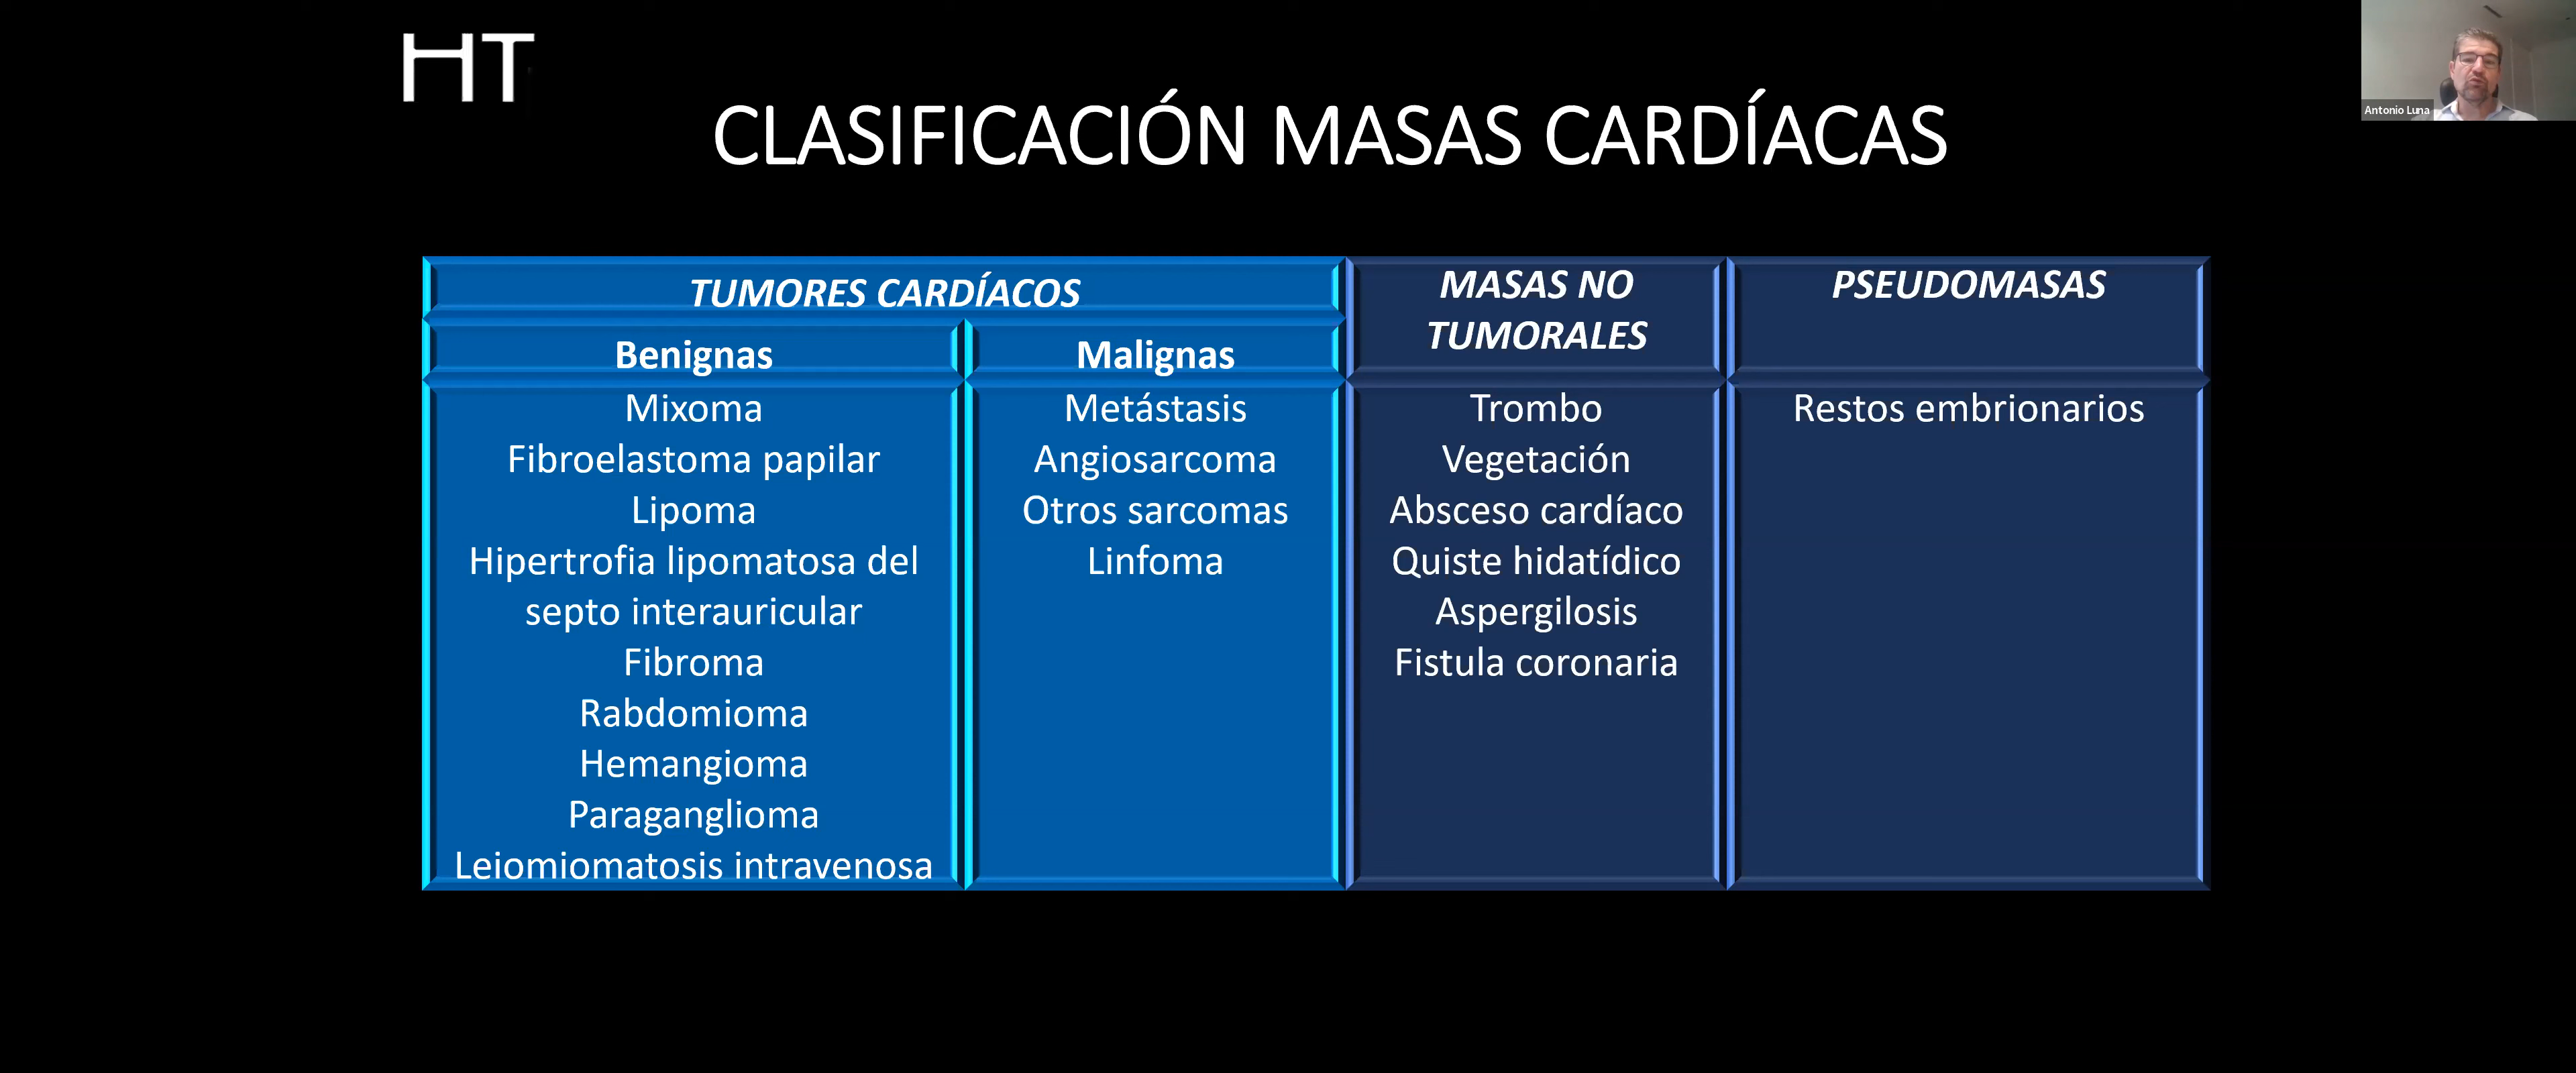 HT
Antonio Luna
CLASIFICACIÓN MASAS CARDÍACAS
TUMORES CARDÍACOS
Benignas
Mixoma
Fibroelastoma papilar
Lipoma
Hipertrofia lipomatosa del
septo interauricular
Fibroma
Rabdomioma
Hemangioma
Paraganglioma
Leiomiomatosis intravenosa
Malignas
Metástasis
Angiosarcoma
Otros sarcomas
Linfoma
MASAS NO
TUMORALES
Trombo
Vegetación
Absceso cardíaco
Quiste hidatídico
Aspergilosis
Fistula coronaria
PSEUDOMASAS
Restos embrionarios